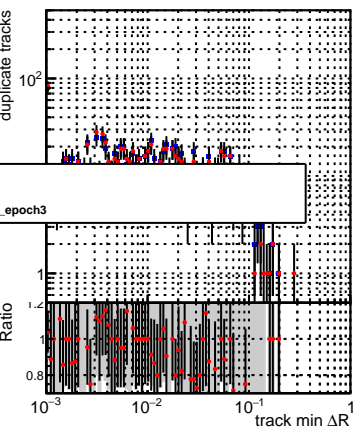 duplicate tracks
10²
_epoch3
1
Ratio
1.2
1
0.8
10⁻³
10⁻²
10⁻¹
1
track min ΔR